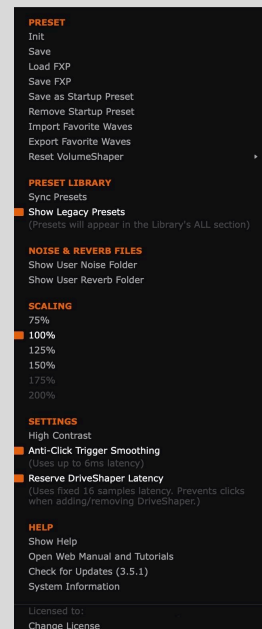 PRESET
Init
Save
Load FXP
Save FXP
Save as Startup Preset
Remove Startup Preset
Import Favorite Waves
Export Favorite Waves
Reset VolumeShaper
PRESET LIBRARY
Sync Presets
Show Legacy Presets
(Presets will appear in the Library's ALL section)
NOISE & REVERB FILES
Show User Noise Folder
Show User Reverb Folder
SCALING
75%
100%
125%
150%
175%
200%
SETTINGS
High Contrast
Anti-Click Trigger Smoothing
(Uses up to 6ms latency)
Reserve DriveShaper Latency
(Uses fixed 16 samples latency. Prevents clicks
when adding/removing DriveShaper.)
HELP
Show Help
Open Web Manual and Tutorials
Check for Updates (3.5.1)
System Information
Licensed to:
Change License